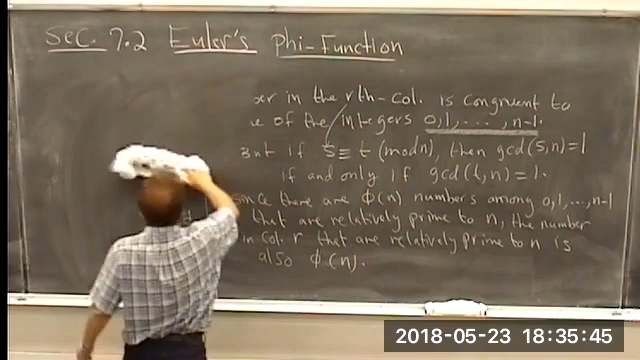 Sec. 7.2 Euler's Phi-Function
in the rth-col. is congruent to
of the integers 0,1,...,n-1.
But if s ≡ t (mod n), then gcd(s,n)=1
if and only if gcd(t,n)=1.
since there are ϕ(n) numbers among 0,1,...,n-1
that are relatively prime to n, the number
in col. r that are relatively prime to n is
also ϕ(n).
2018-05-23 18:35:45